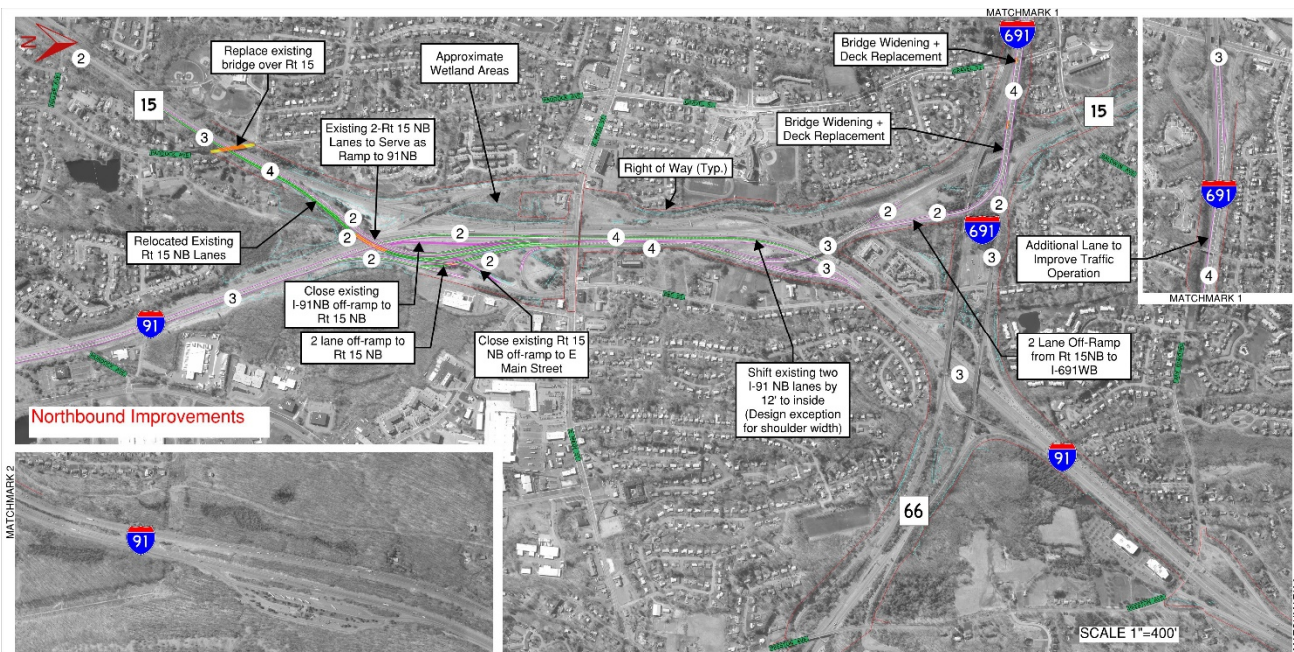 MATCHMARK 1
691
N
2
Replace existing
bridge over Rt 15
Approximate
Wetland Areas
Bridge Widening +
Deck Replacement
3
4
15
15
Existing 2-Rt 15 NB
Lanes to Serve as
Ramp to 91NB
Bridge Widening +
Deck Replacement
3
4
Right of Way (Typ.)
2
2
2
2
691
2
2
4
4
3
691
Relocated Existing
Rt 15 NB Lanes
2
2
3
3
Additional Lane to
Improve Traffic
Operation
4
MATCHMARK 1
3
91
Close existing
I-91NB off-ramp to
Rt 15 NB
2 lane off-ramp to
Rt 15 NB
Close existing Rt 15
NB off-ramp to E
Main Street
Shift existing two
I-91 NB lanes by
12' to inside
(Design exception
for shoulder width)
2 Lane Off-Ramp
from Rt 15NB to
I-691WB
3
Northbound Improvements
91
MATCHMARK 2
91
66
SCALE 1"=400'